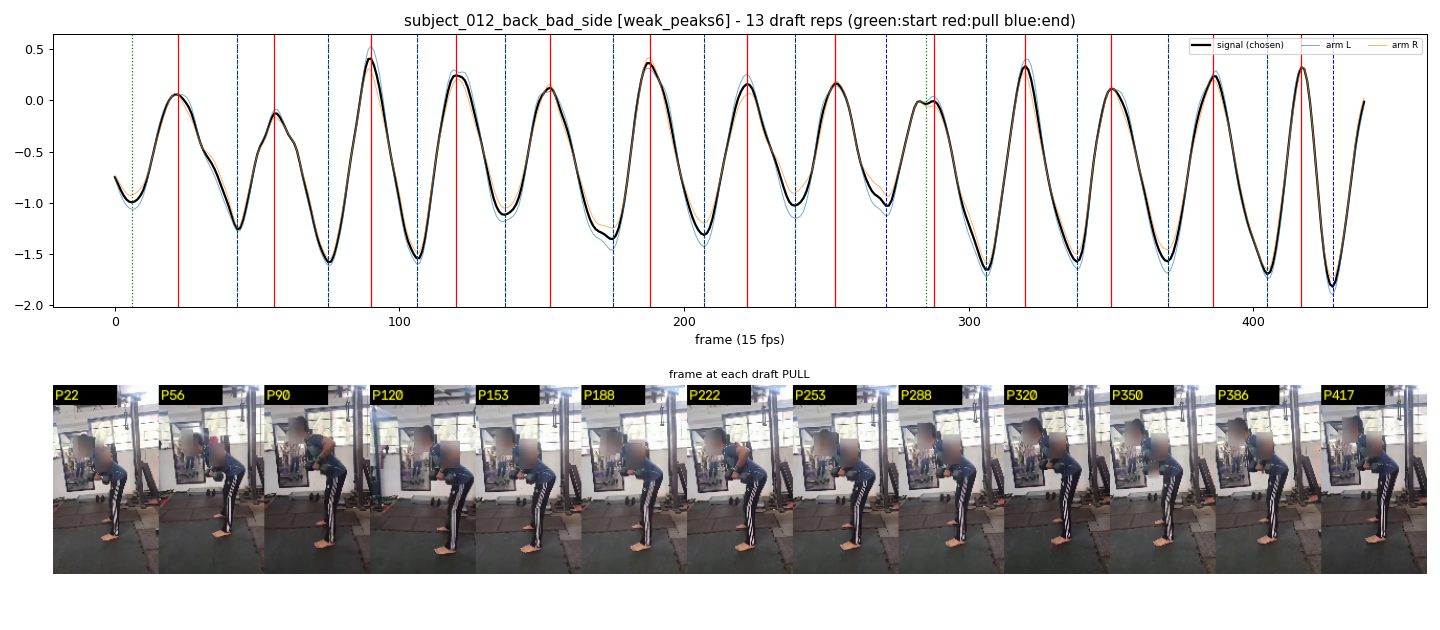 subject_012_back_bad_side [weak_peaks6] - 13 draft reps (green:start red:pull blue:end)
signal (chosen) arm L arm R
0.5
0.0
−0.5
−1.0
−1.5
−2.0
0 100 200 300 400
frame (15 fps)
frame at each draft PULL
P22 P56 P90 P120 P153 P188 P222 P253 P288 P320 P350 P386 P417